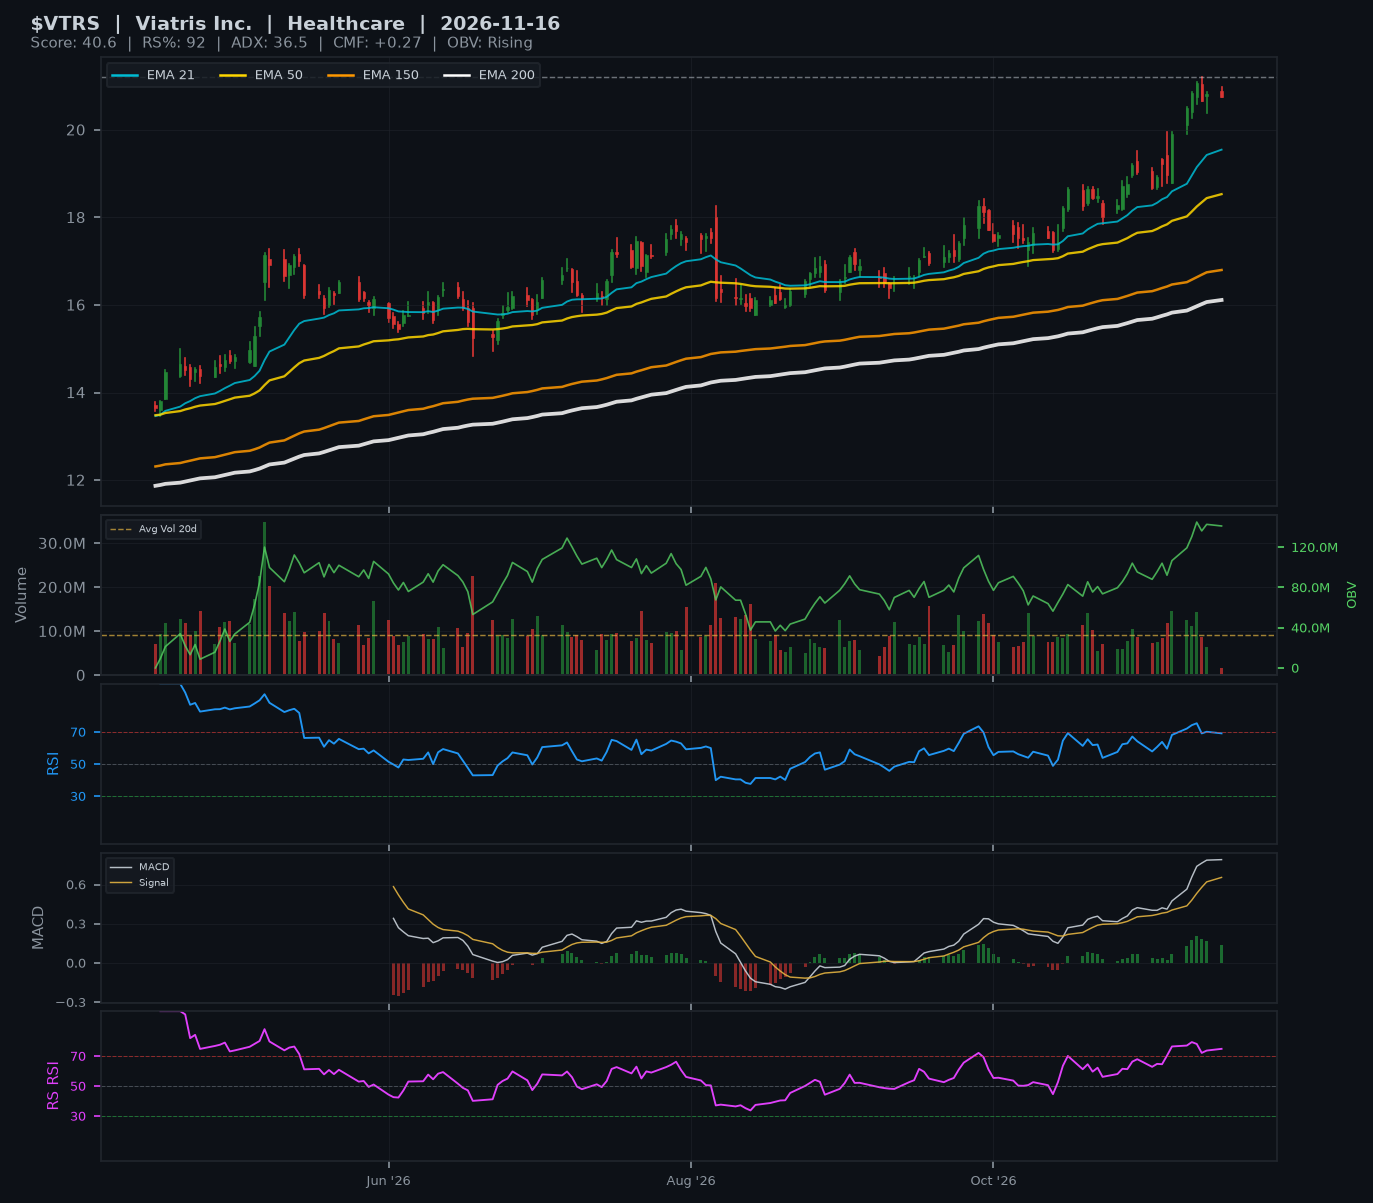 $VTRS | Viatris Inc. | Healthcare | 2026-11-16
Score: 40.6 | RS%: 92 | ADX: 36.5 | CMF: +0.27 | OBV: Rising
EMA 21 EMA 50 EMA 150 EMA 200
20
18
16
14
12
Avg Vol 20d
30.0M
20.0M
10.0M
0
Volume
120.0M
80.0M
40.0M
0
OBV
70
50
30
RSI
MACD
Signal
0.6
0.3
0.0
−0.3
MACD
70
50
30
RS RSI
Jun '26 Aug '26 Oct '26